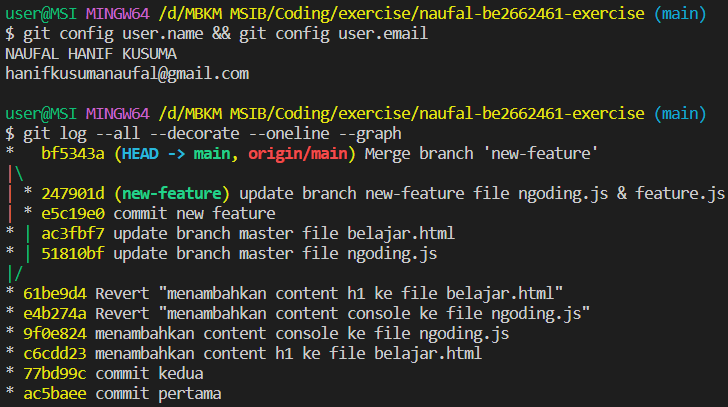 user@MSI MINGW64 /d/MBKM MSIB/Coding/exercise/naufal-be2662461-exercise (main)
$ git config user.name && git config user.email
NAUFAL HANIF KUSUMA
hanifkusumanaufal@gmail.com

user@MSI MINGW64 /d/MBKM MSIB/Coding/exercise/naufal-be2662461-exercise (main)
$ git log --all --decorate --oneline --graph
*   bf5343a (HEAD -> main, origin/main) Merge branch 'new-feature'
|\
| * 247901d (new-feature) update branch new-feature file ngoding.js & feature.js
| * e5c19e0 commit new feature
* | ac3fbf7 update branch master file belajar.html
* | 51810bf update branch master file ngoding.js
|/
* 61be9d4 Revert "menambahkan content h1 ke file belajar.html"
* e4b274a Revert "menambahkan content console ke file ngoding.js"
* 9f0e824 menambahkan content console ke file ngoding.js
* c6cdd23 menambahkan content h1 ke file belajar.html
* 77bd99c commit kedua
* ac5baee commit pertama